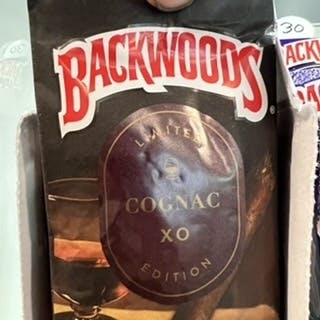 30
BACKWOODS
®
LIMITED
COGNAC
XO
EDITION